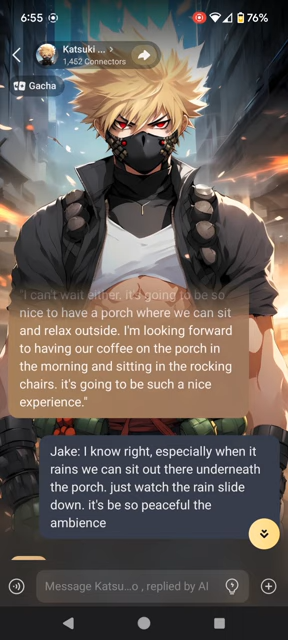 6:55
76%
Katsuki ... >
1,452 Connectors
Gacha
"I can't wait either. it's going to be so
nice to have a porch where we can sit
and relax outside. I'm looking forward
to having our coffee on the porch in
the morning and sitting in the rocking
chairs. it's going to be such a nice
experience."
Jake: I know right, especially when it
rains we can sit out there underneath
the porch. just watch the rain slide
down. it's be so peaceful the
ambience
Message Katsu...o , replied by AI